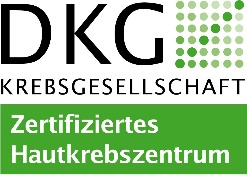 DKG
KREBSGESELLSCHAFT
Zertifiziertes
Hautkrebszentrum